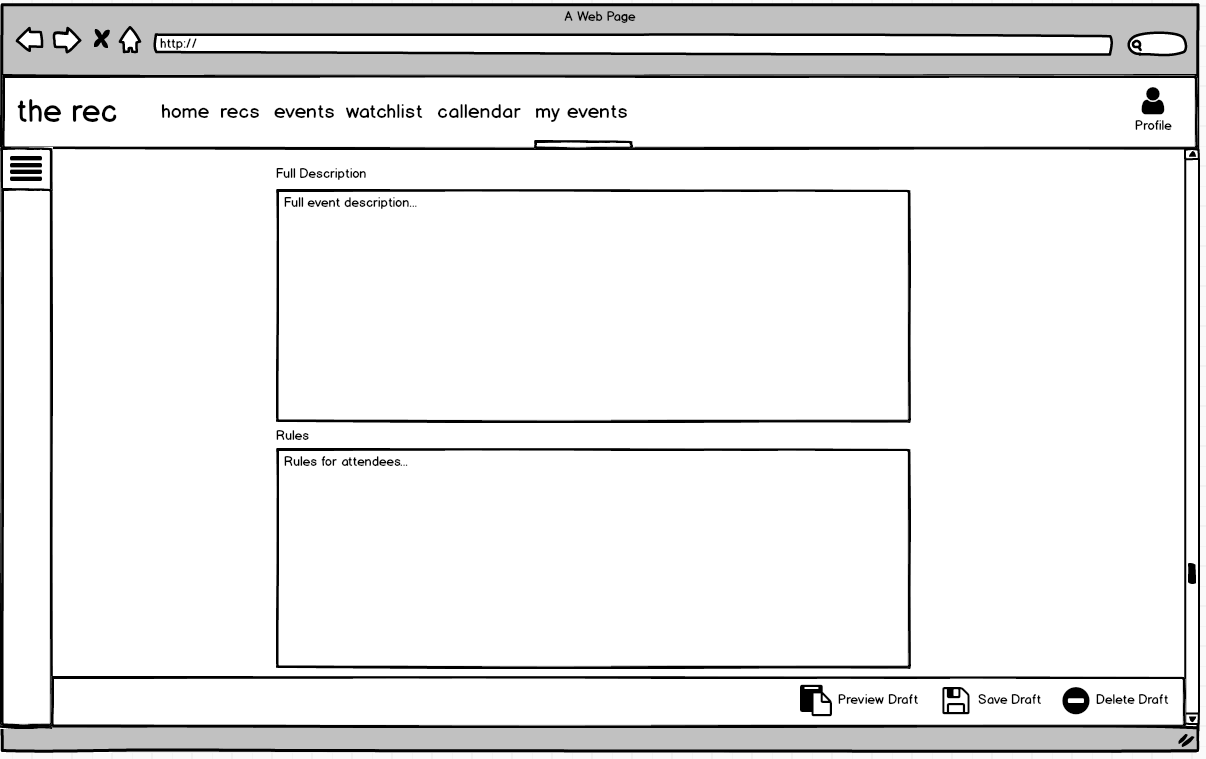 A Web Page
http://
the rec home recs events watchlist callendar my events
Profile
Full Description
Full event description...
Rules
Rules for attendees...
Preview Draft Save Draft Delete Draft